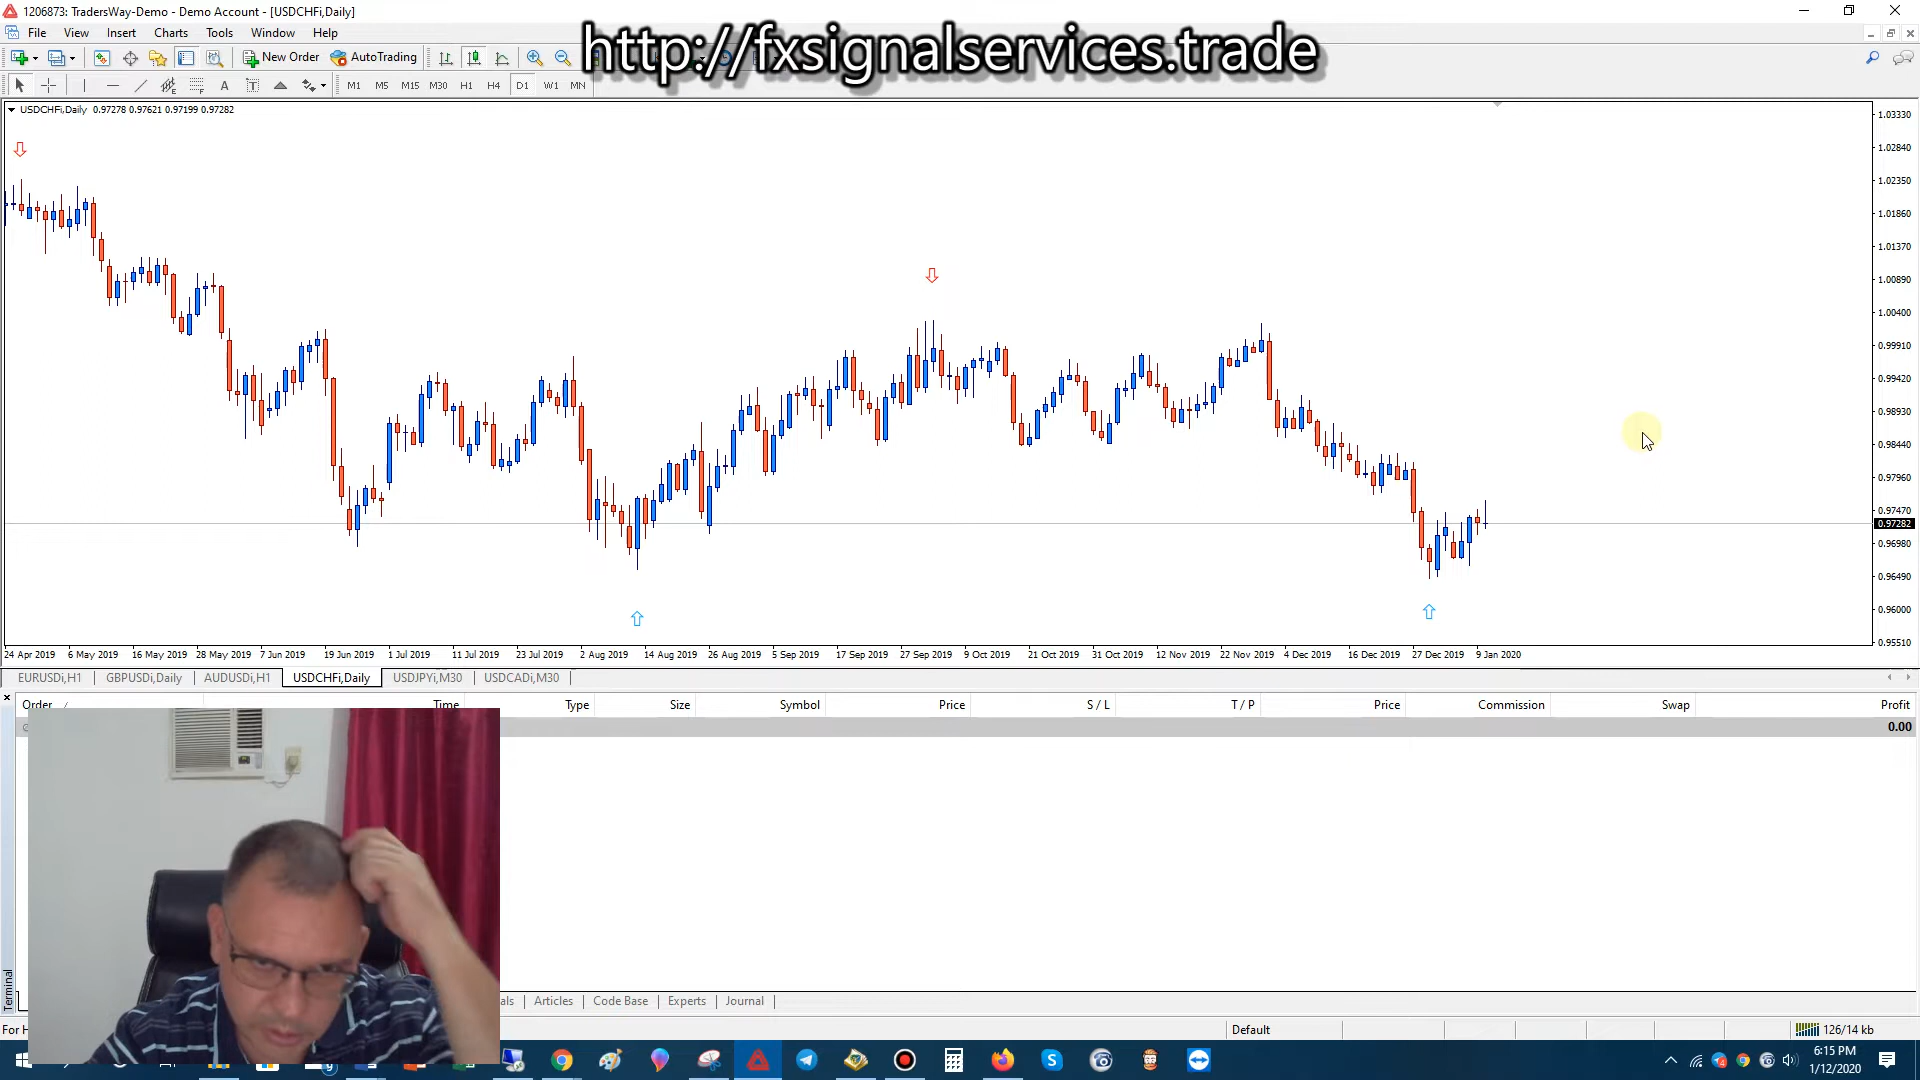 1206873: TradersWay-Demo - Demo Account - [USDCHFi,Daily]
File View Insert Charts Tools Window Help
http://fxsignalservices.trade
New Order AutoTrading
A T M1 M5 M15 M30 H1 H4 D1 W1 MN
USDCHFi,Daily 0.97278 0.97621 0.97199 0.97282
1.03330
1.02840
1.02350
1.01860
1.01370
1.00890
1.00400
0.99910
0.99420
0.98930
0.98440
0.97960
0.97470
0.97282
0.96980
0.96490
0.96000
0.95510
24 Apr 2019 6 May 2019 16 May 2019 28 May 2019 7 Jun 2019 19 Jun 2019 1 Jul 2019 11 Jul 2019 23 Jul 2019 2 Aug 2019 14 Aug 2019 26 Aug 2019 5 Sep 2019 17 Sep 2019 27 Sep 2019 9 Oct 2019 21 Oct 2019 31 Oct 2019 12 Nov 2019 22 Nov 2019 4 Dec 2019 16 Dec 2019 27 Dec 2019 9 Jan 2020
EURUSDi,H1 GBPUSDi,Daily AUDUSDi,H1 USDCHFi,Daily USDJPYi,M30 USDCADi,M30
Order / Time Type Size Symbol Price S / L T / P Price Commission Swap Profit
0.00
Terminal
Articles Code Base Experts Journal
Default 126/14 kb
6:15 PM
1/12/2020